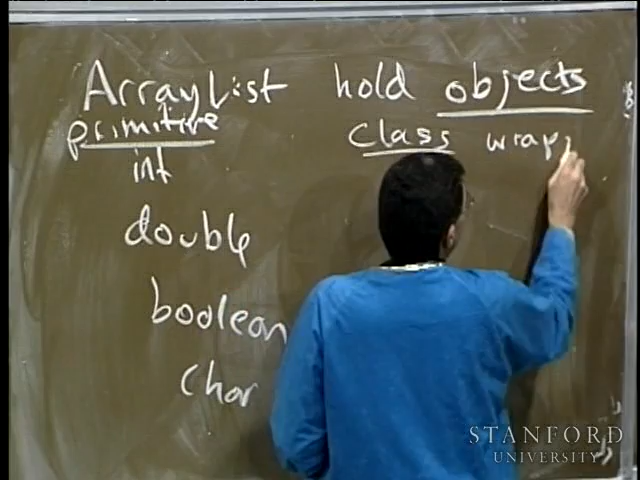 ArrayList hold objects
primitive class wrap
int
double
boolean
char
STANFORD
UNIVERSITY